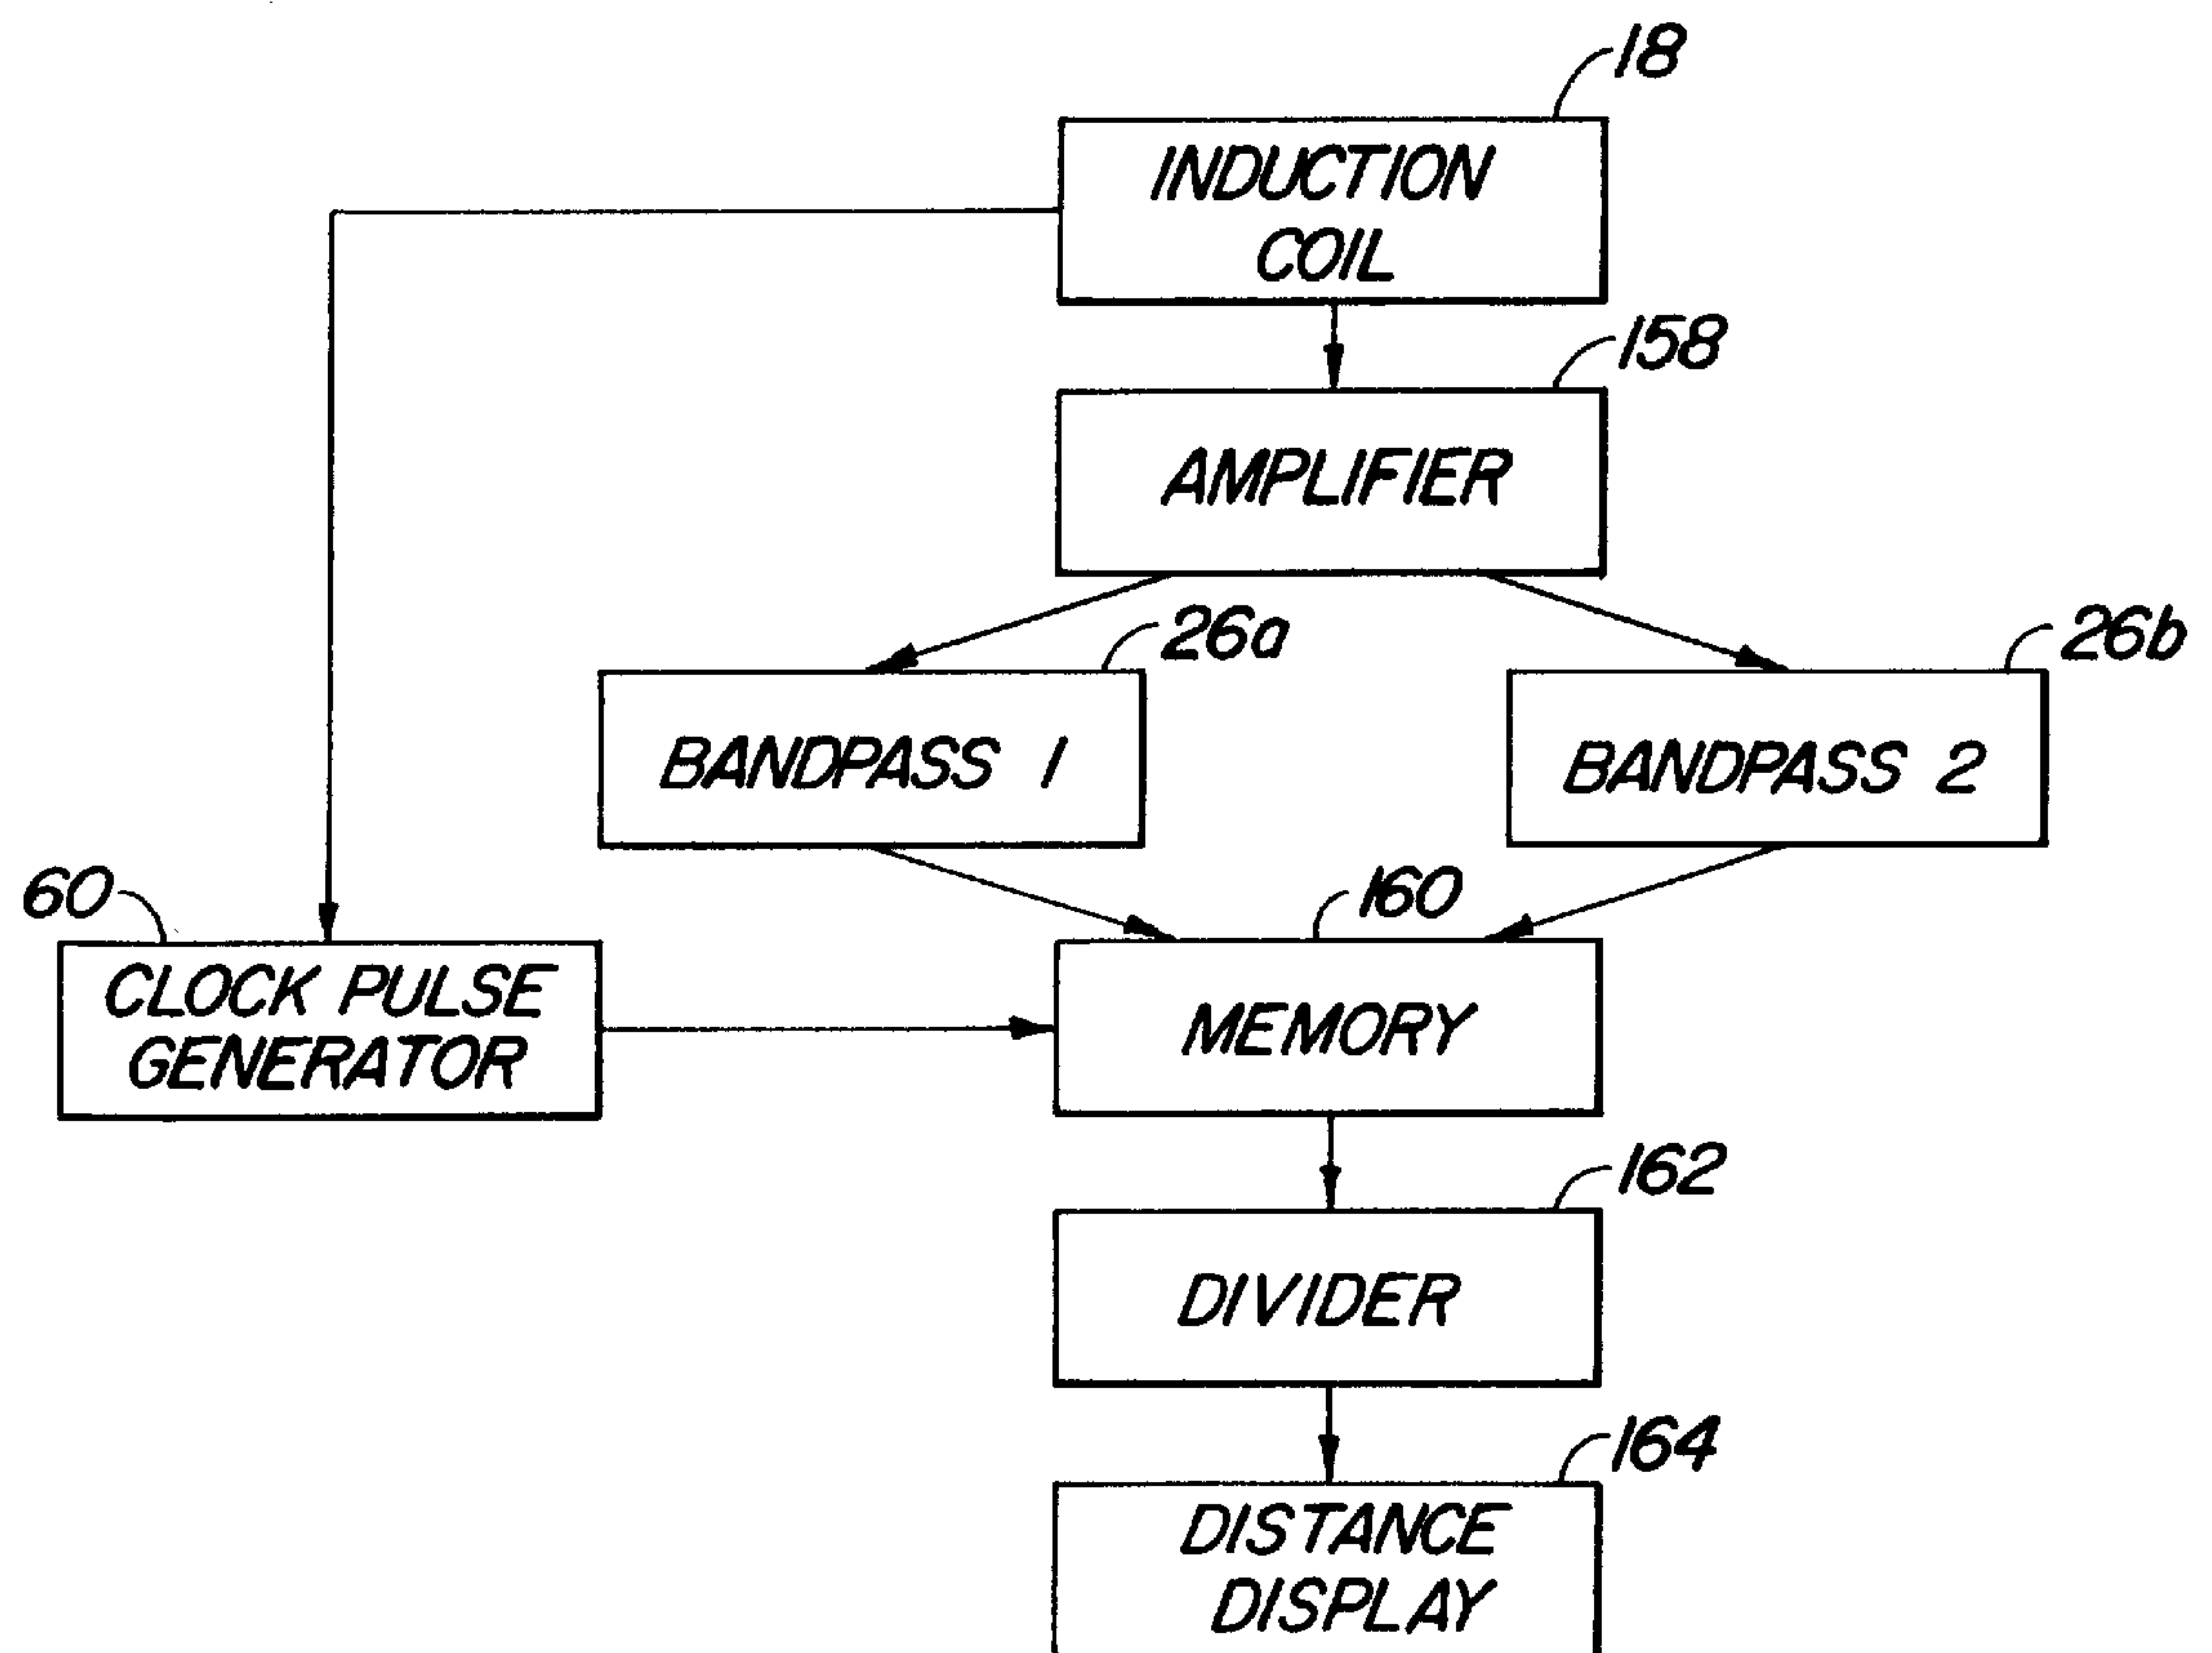 18
INDUCTION
COIL
158
AMPLIFIER
26a
26b
BANDPASS 1
BANDPASS 2
60
160
CLOCK PULSE
GENERATOR
MEMORY
162
DIVIDER
164
DISTANCE
DISPLAY